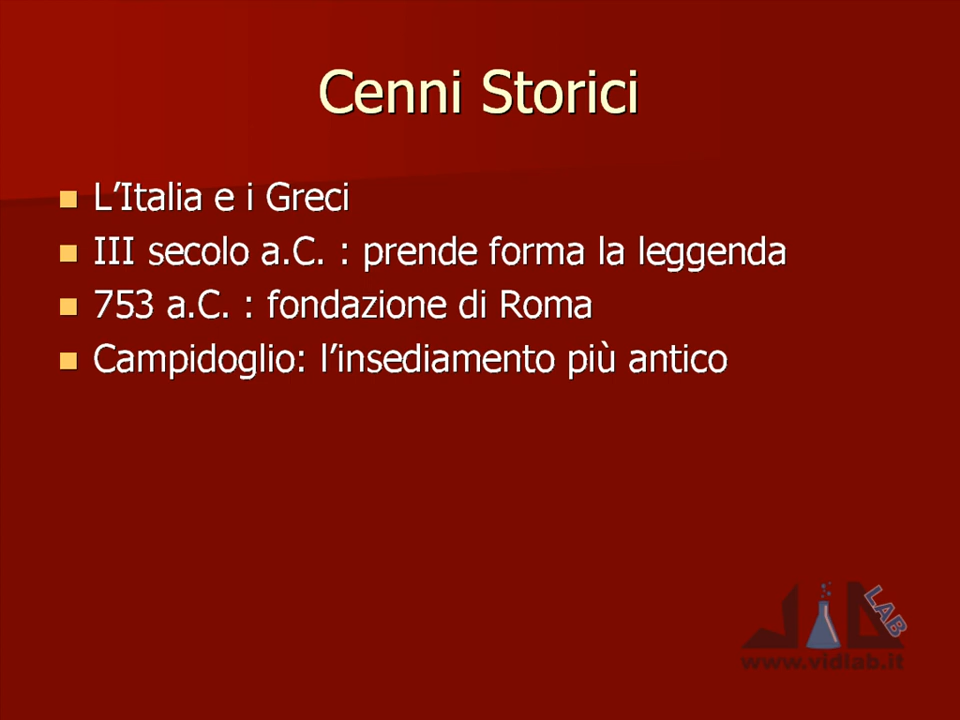 Cenni Storici
L'Italia e i Greci
III secolo a.C. : prende forma la leggenda
753 a.C. : fondazione di Roma
Campidoglio: l'insediamento più antico
LAB
www.vidlab.it